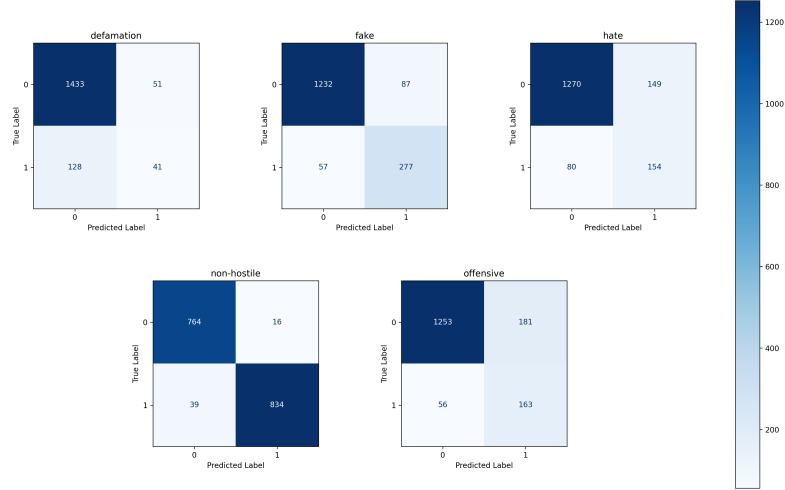 defamation
0 1433 51
1 128 41
0 1
True Label
Predicted Label
fake
0 1232 87
1 57 277
0 1
True Label
Predicted Label
hate
0 1270 149
1 80 154
0 1
True Label
Predicted Label
non-hostile
0 764 16
1 39 834
0 1
True Label
Predicted Label
offensive
0 1253 181
1 56 163
0 1
True Label
Predicted Label
1200
1000
800
600
400
200